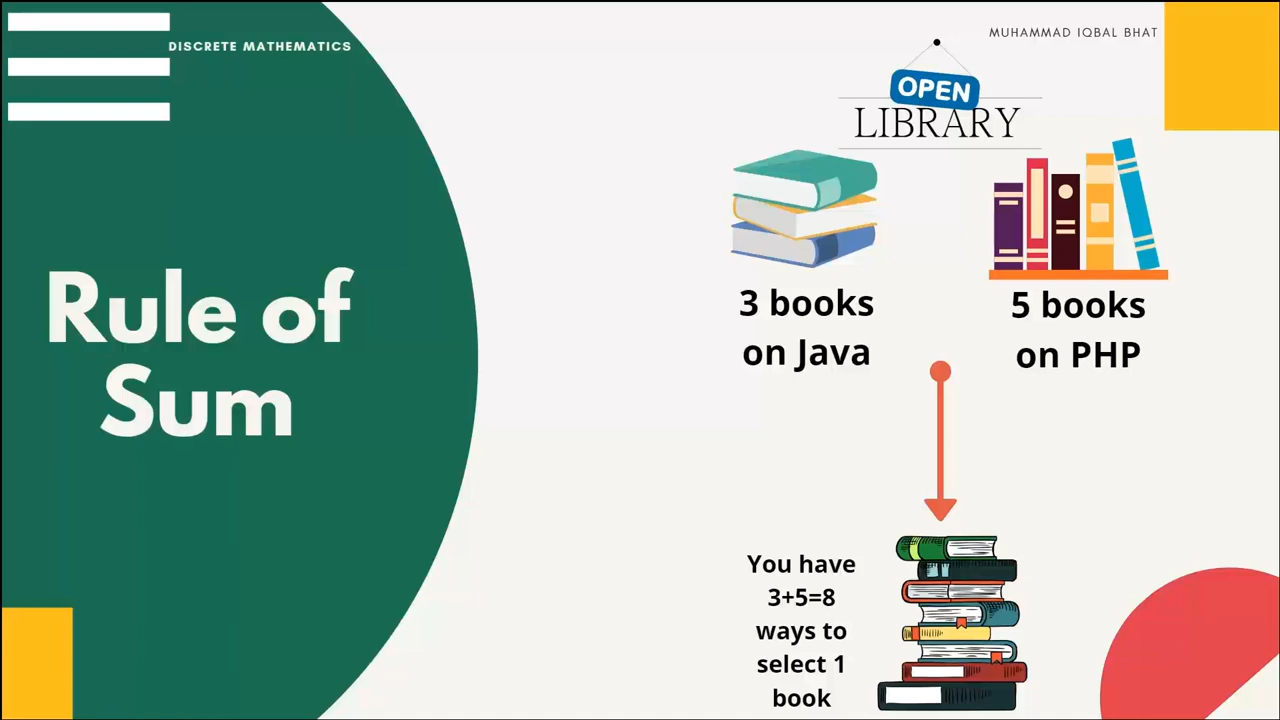 DISCRETE MATHEMATICS
MUHAMMAD IQBAL BHAT
OPEN
LIBRARY
Rule of
Sum
3 books
on Java
5 books
on PHP
You have
3+5=8
ways to
select 1
book